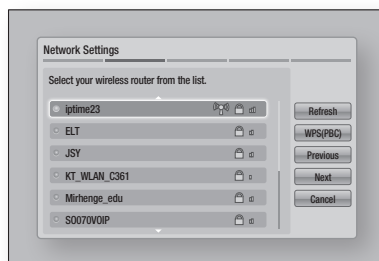 Network Settings
Select your wireless router from the list.
iptime23
ELT
JSY
KT_WLAN_C361
Mirhenge_edu
SO070VOIP
Refresh
WPS(PBC)
Previous
Next
Cancel